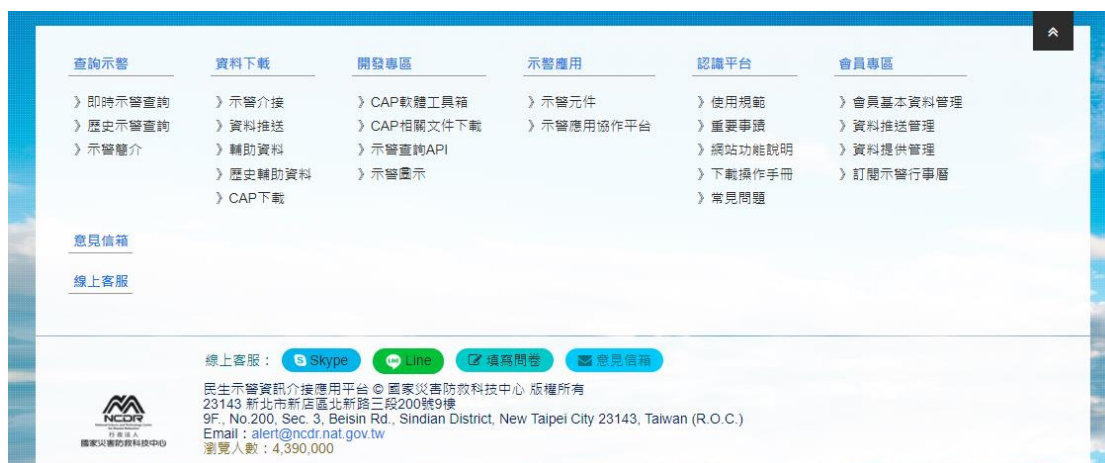 查詢示警
》即時示警查詢
》歷史示警查詢
》示警簡介
資料下載
》示警介接
》資料推送
》輔助資料
》歷史輔助資料
》CAP下載
開發專區
》CAP軟體工具箱
》CAP相關文件下載
》示警查詢API
》示警圖示
示警應用
》示警元件
》示警應用協作平台
認識平台
》使用規範
》重要事蹟
》網站功能說明
》下載操作手冊
》常見問題
會員專區
》會員基本資料管理
》資料推送管理
》資料提供管理
》訂閱示警行事曆
意見信箱
線上客服
線上客服： Skype Line 填寫問卷 意見信箱
NCDR
行政法人
國家災害防救科技中心
民生示警資訊介接應用平台 © 國家災害防救科技中心 版權所有
23143 新北市新店區北新路三段200號9樓
9F., No.200, Sec. 3, Beisin Rd., Sindian District, New Taipei City 23143, Taiwan (R.O.C.)
Email：alert@ncdr.nat.gov.tw
瀏覽人數：4,390,000